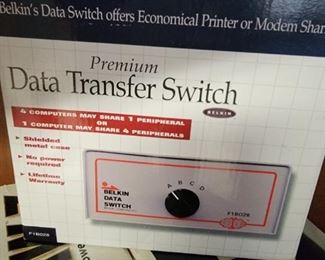 Belkin's Data Switch offers Economical Printer or Modem Shar
Premium
Data Transfer Switch
BELKIN
4 COMPUTERS MAY SHARE 1 PERIPHERAL
OR
1 COMPUTER MAY SHARE 4 PERIPHERALS
Shielded
metal case
No power
required
Lifetime
Warranty
A B C D
BELKIN
DATA
SWITCH
F1B028
F1B028